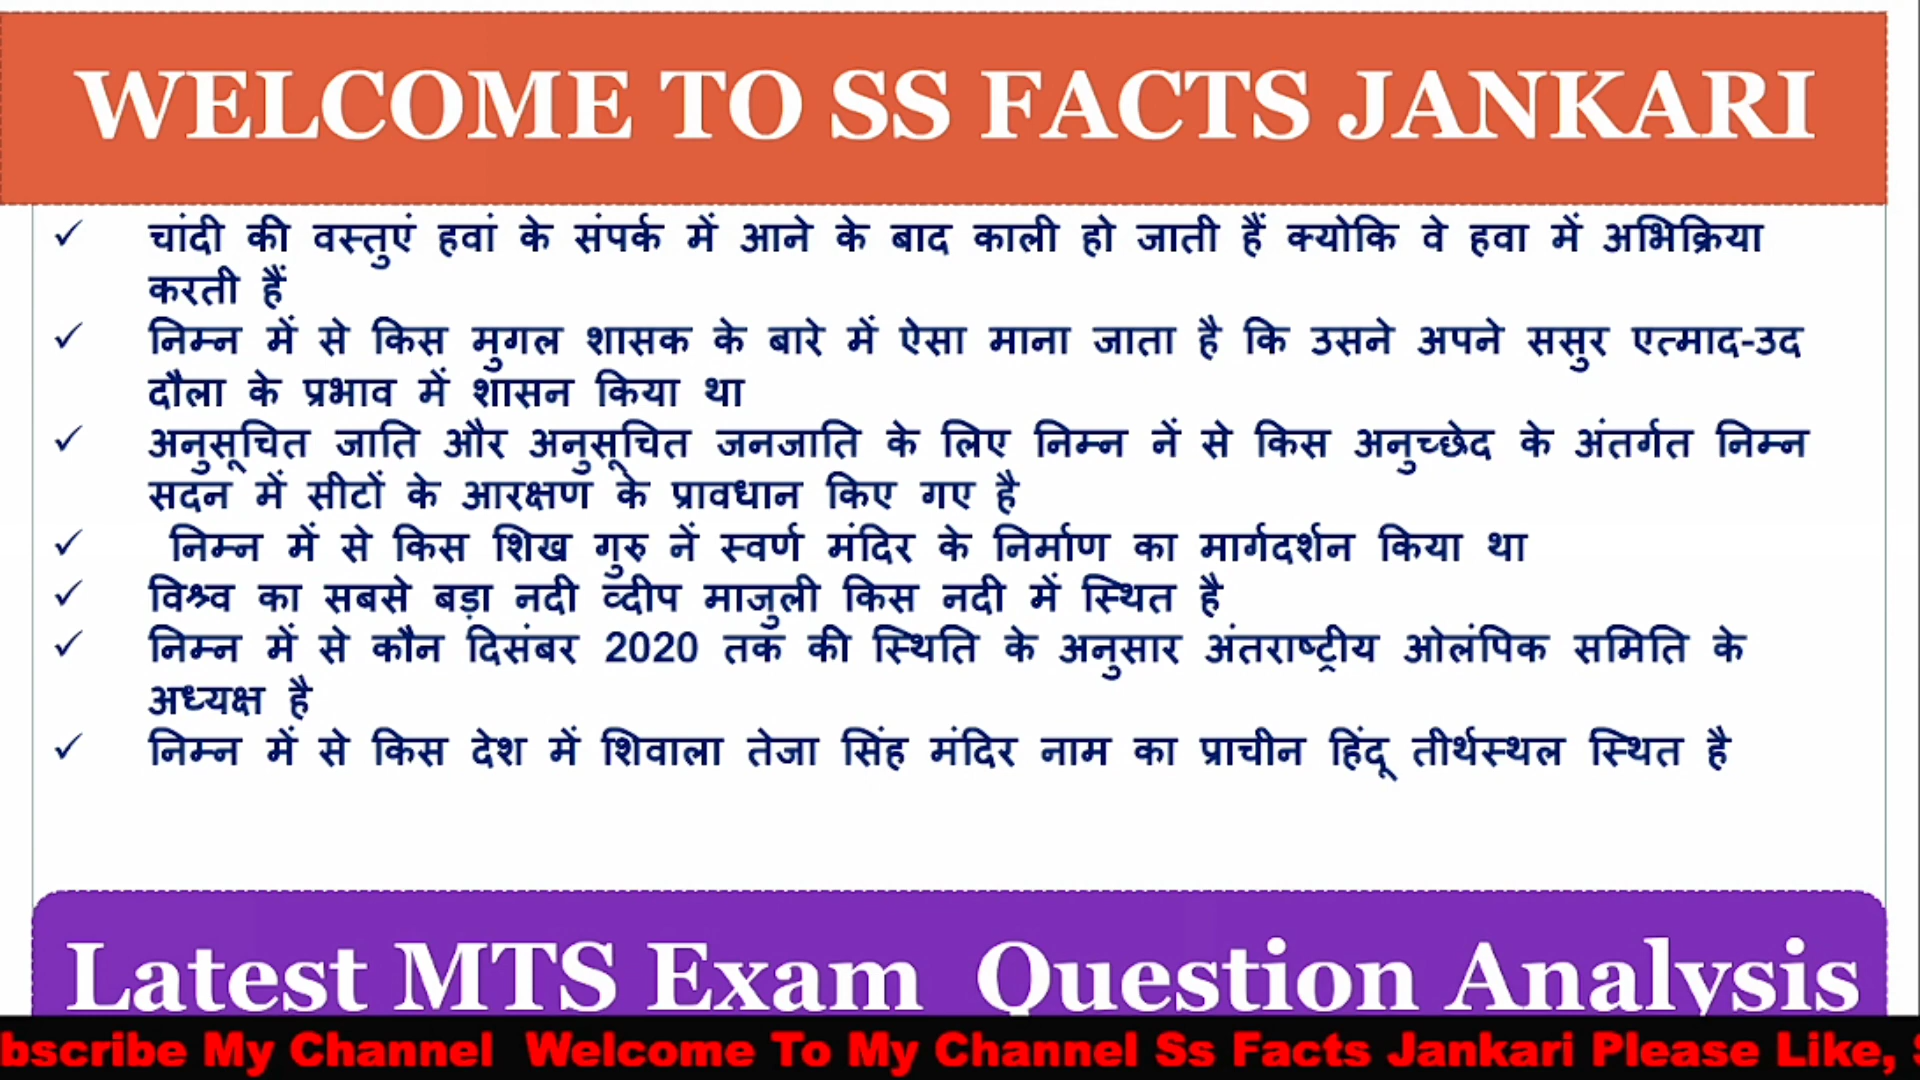 WELCOME TO SS FACTS JANKARI
✓ चांदी की वस्तुएं हवां के संपर्क में आने के बाद काली हो जाती हैं क्योकि वे हवा में अभिक्रिया
करती हैं
✓ निम्न में से किस मुगल शासक के बारे में ऐसा माना जाता है कि उसने अपने ससुर एत्माद-उद
दौला के प्रभाव में शासन किया था
✓ अनुसूचित जाति और अनुसूचित जनजाति के लिए निम्न नें से किस अनुच्छेद के अंतर्गत निम्न
सदन में सीटों के आरक्षण के प्रावधान किए गए है
✓ निम्न में से किस शिख गुरु नें स्वर्ण मंदिर के निर्माण का मार्गदर्शन किया था
✓ विश्र्व का सबसे बड़ा नदी व्दीप माजुली किस नदी में स्थित है
✓ निम्न में से कौन दिसंबर 2020 तक की स्थिति के अनुसार अंतराष्ट्रीय ओलंपिक समिति के
अध्यक्ष है
✓ निम्न में से किस देश में शिवाला तेजा सिंह मंदिर नाम का प्राचीन हिंदू तीर्थस्थल स्थित है
Latest MTS Exam Question Analysis
bscribe My Channel Welcome To My Channel Ss Facts Jankari Please Like, S